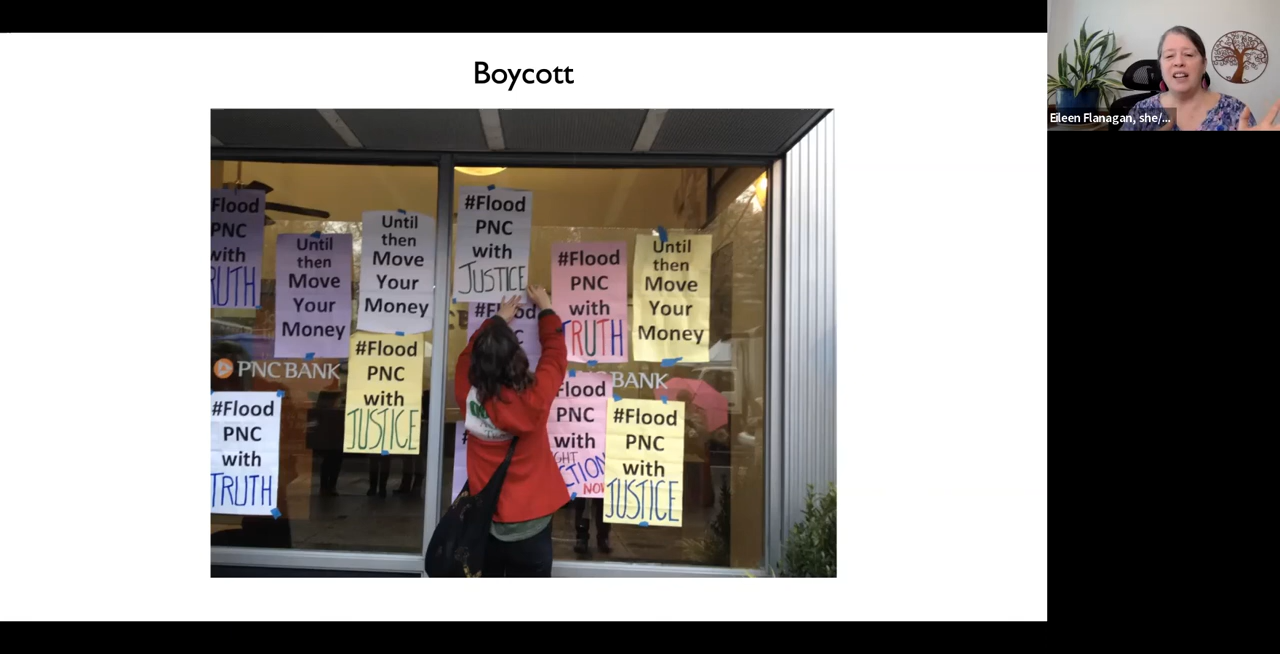 Boycott
Eileen Flanagan, she/...
#Flood
PNC
with
JUSTICE
Flood
PNC
with
RUTH
Until
then
Move
Your
Money
Until
then
Move
Your
Money
#Flood
PNC
with
TRUTH
Until
then
Move
Your
Money
PNC BANK
#Flood
PNC
with
JUSTICE
BANK
#Flood
PNC
with
TRUTH
Flood
PNC
with
NOW
#Flood
PNC
with
JUSTICE